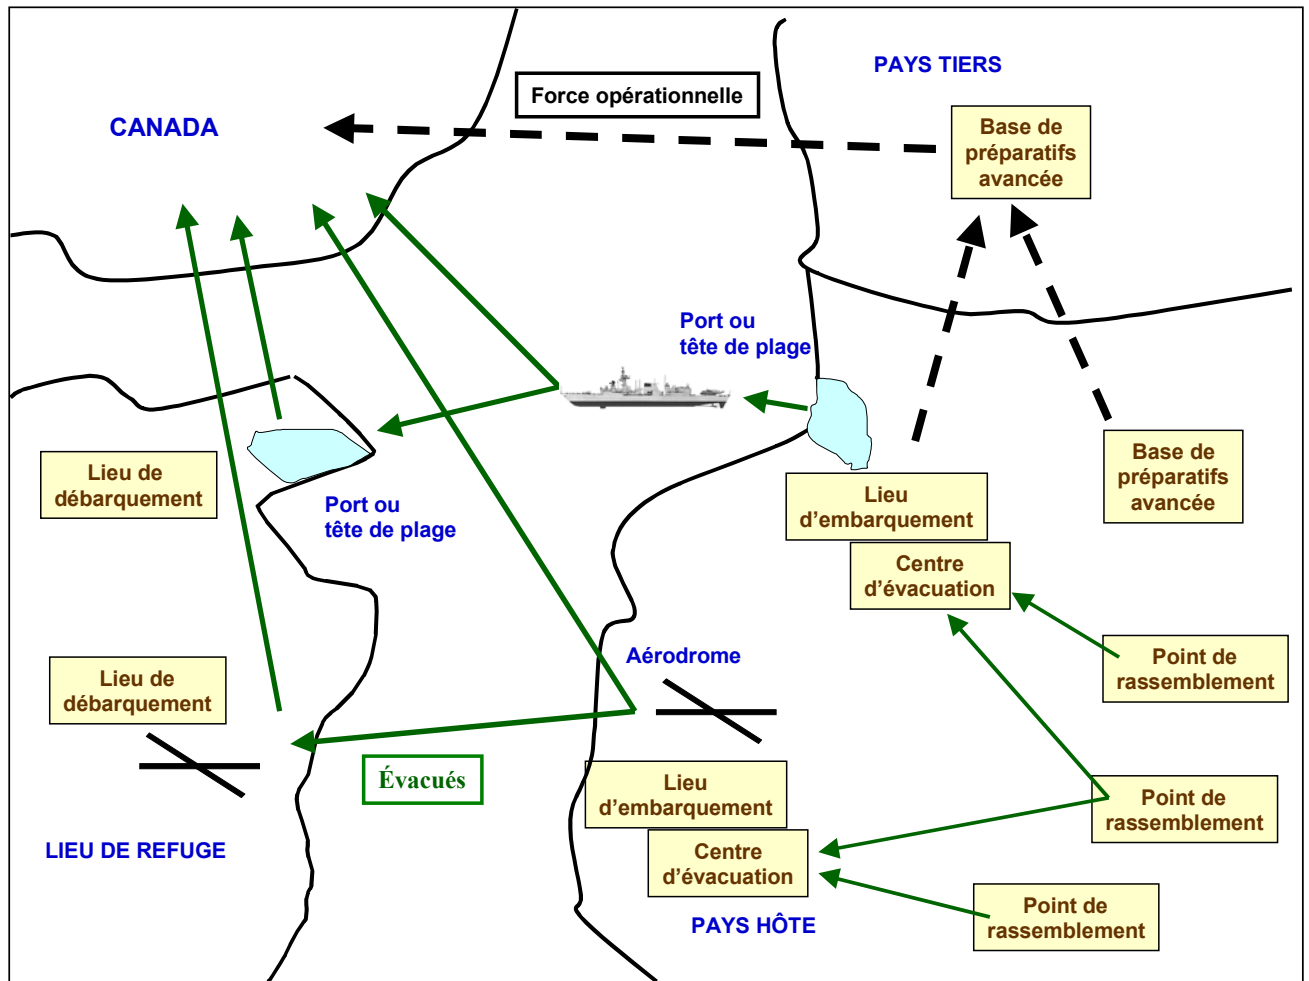 PAYS TIERS
Force opérationnelle
CANADA
Base de
préparatifs
avancée
Port ou
tête de plage
Lieu de
débarquement
Port ou
tête de plage
Base de
préparatifs
avancée
Lieu
d’embarquement
Centre
d’évacuation
Point de
rassemblement
Aérodrome
Lieu de
débarquement
Évacués
Lieu
d’embarquement
Point de
rassemblement
LIEU DE REFUGE
Centre
d’évacuation
Point de
rassemblement
PAYS HÔTE